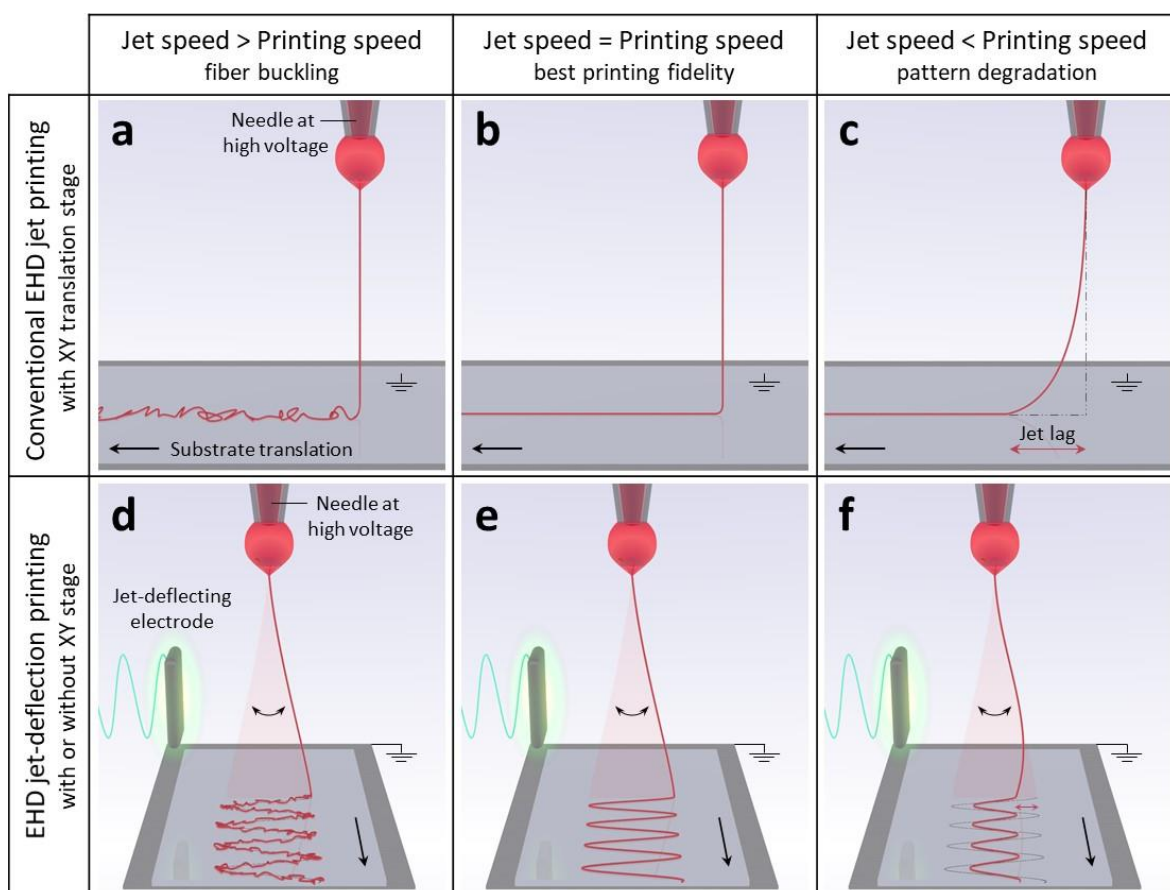 Jet speed > Printing speed
fiber buckling
Jet speed = Printing speed
best printing fidelity
Jet speed < Printing speed
pattern degradation
Conventional EHD jet printing
with XY translation stage
a
Needle at
high voltage
Substrate translation
b
c
Jet lag
EHD jet-deflection printing
with or without XY stage
d
Needle at
high voltage
Jet-deflecting
electrode
e
f